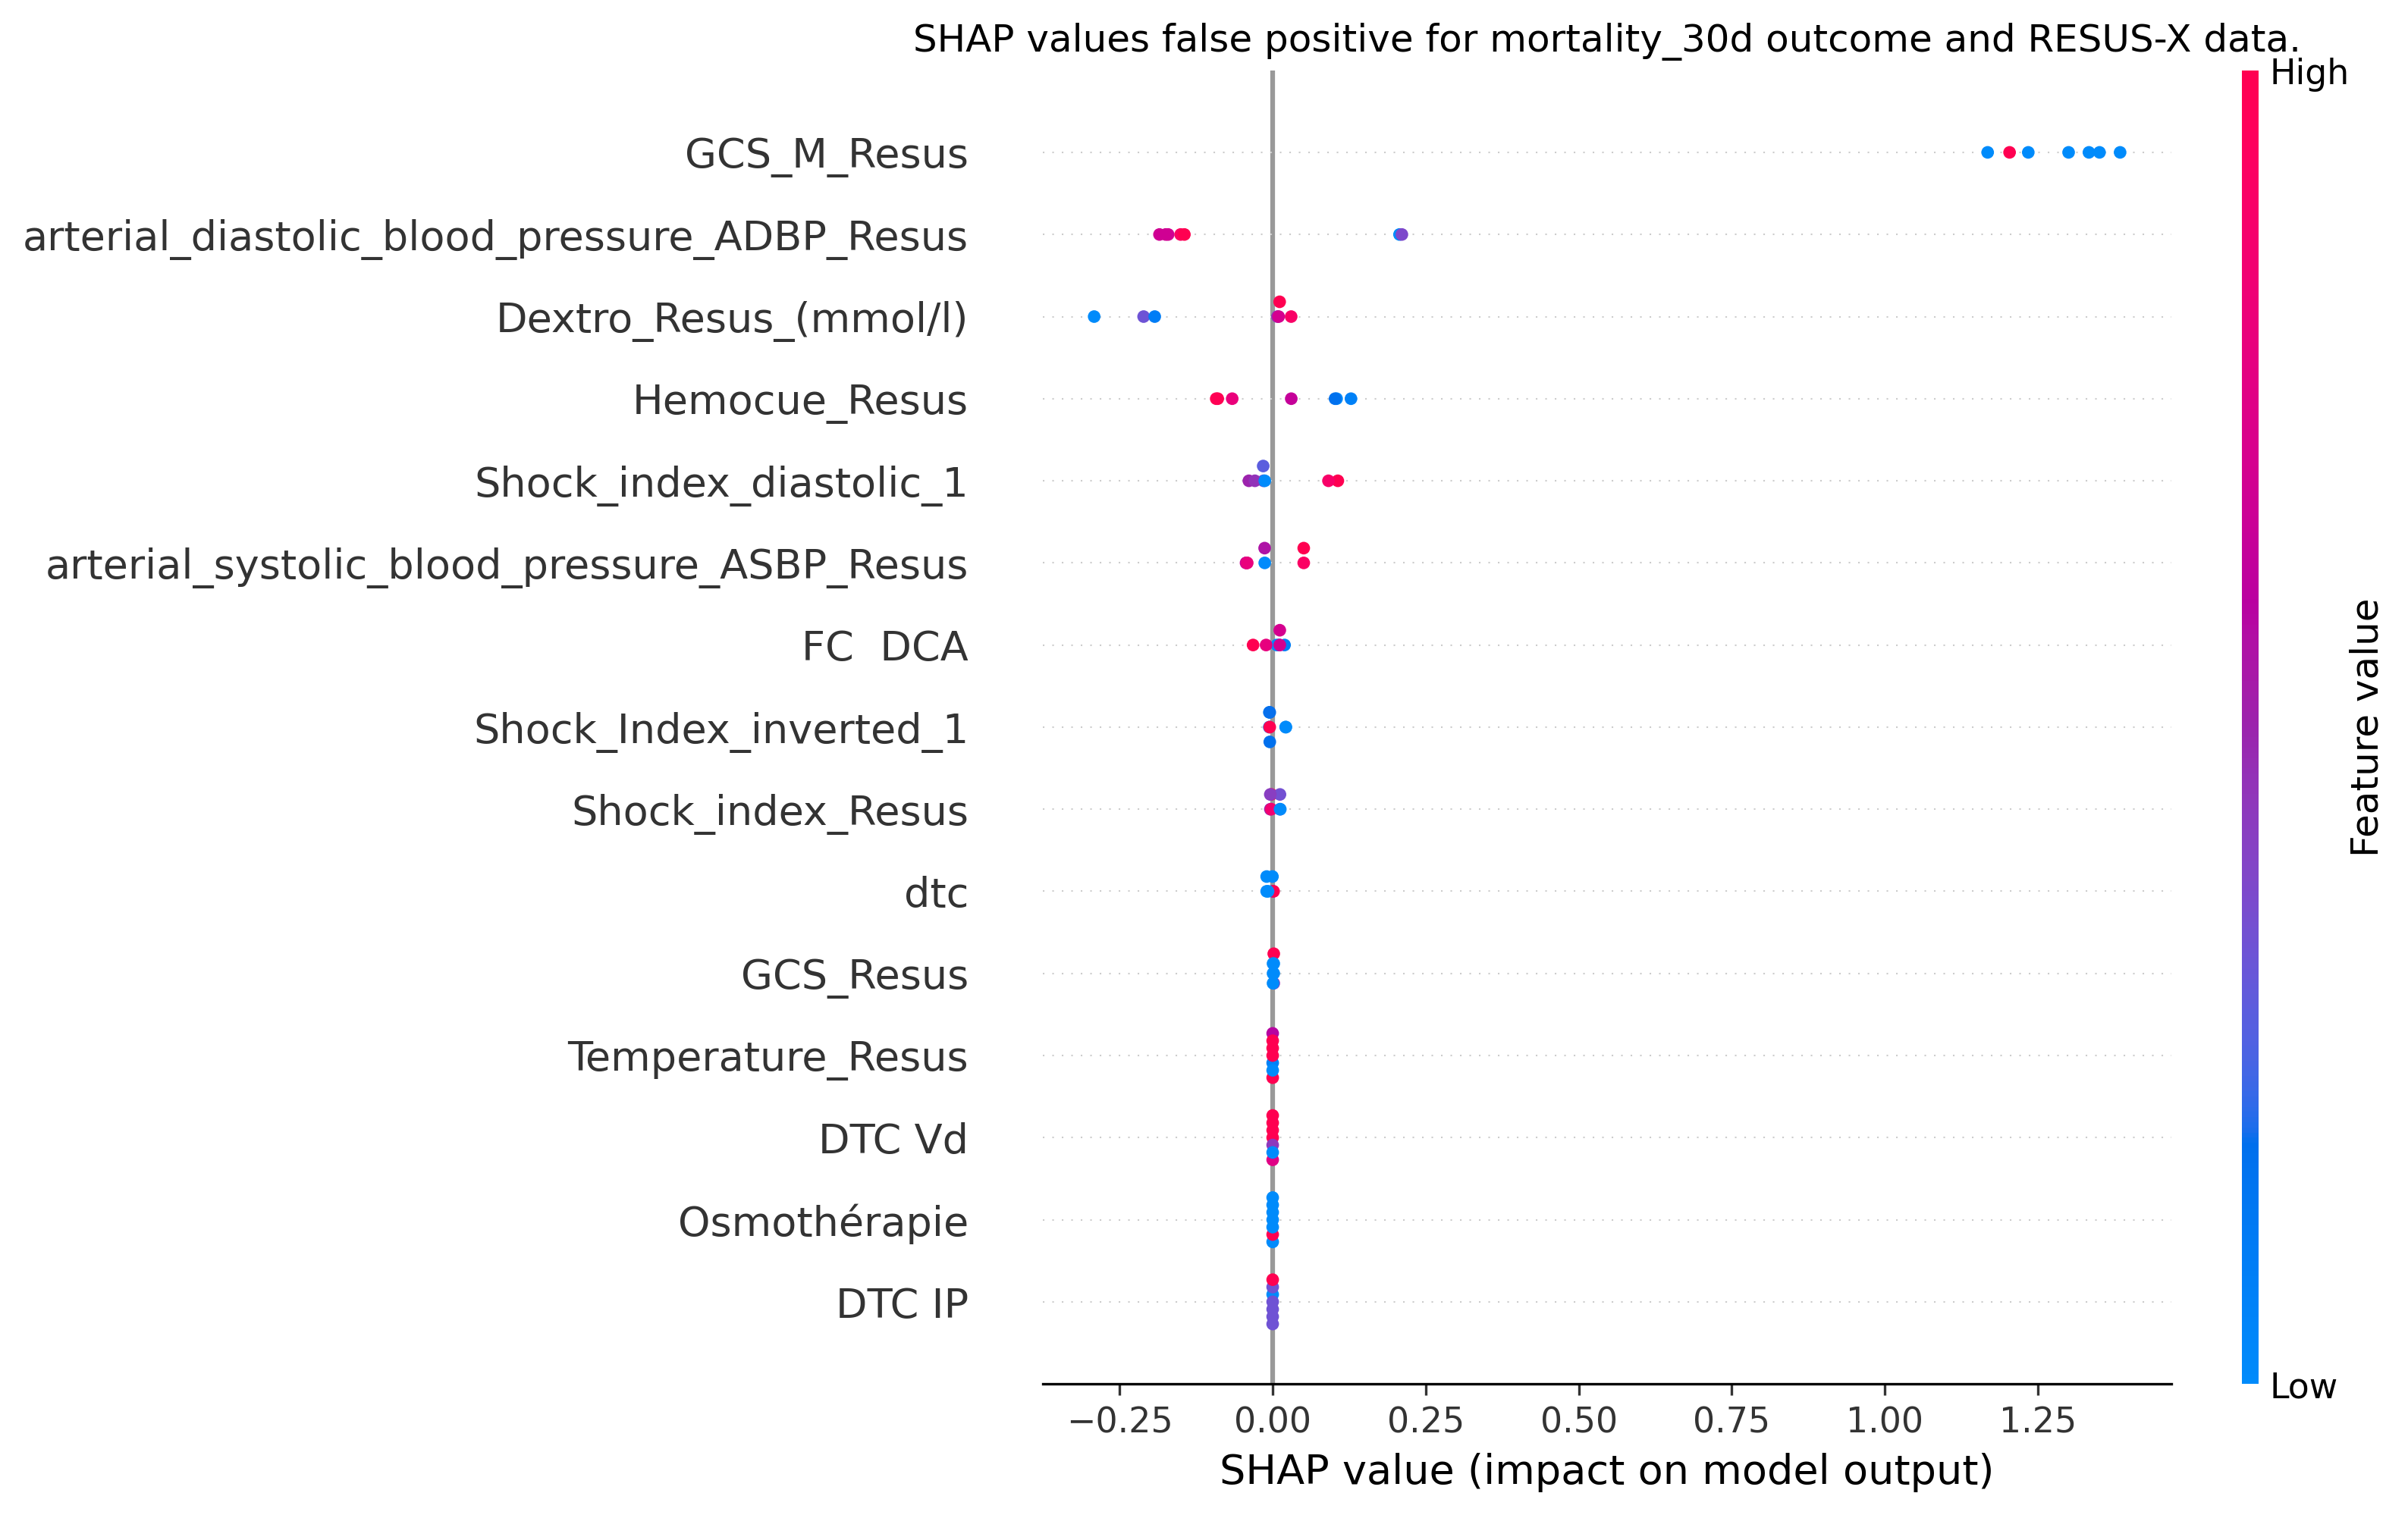 SHAP values false positive for mortality_30d outcome and RESUS-X data.
High
GCS_M_Resus
arterial_diastolic_blood_pressure_ADBP_Resus
Dextro_Resus_(mmol/l)
Hemocue_Resus
Shock_index_diastolic_1
arterial_systolic_blood_pressure_ASBP_Resus
FC  DCA
Shock_Index_inverted_1
Shock_index_Resus
dtc
GCS_Resus
Temperature_Resus
DTC Vd
Osmothérapie
DTC IP
Feature value
Low
−0.25 0.00 0.25 0.50 0.75 1.00 1.25
SHAP value (impact on model output)